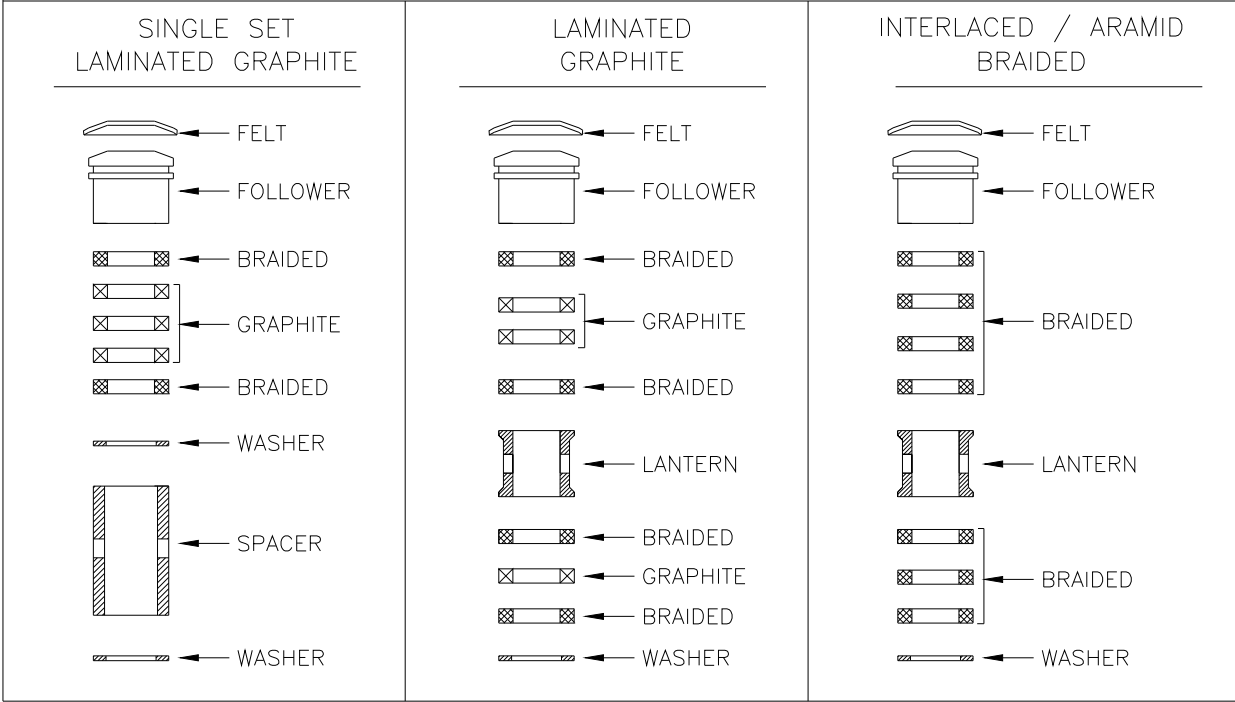 SINGLE SET
LAMINATED GRAPHITE
FELT
FOLLOWER
BRAIDED
GRAPHITE
BRAIDED
WASHER
SPACER
WASHER
LAMINATED
GRAPHITE
FELT
FOLLOWER
BRAIDED
GRAPHITE
BRAIDED
LANTERN
BRAIDED
GRAPHITE
BRAIDED
WASHER
INTERLACED / ARAMID
BRAIDED
FELT
FOLLOWER
BRAIDED
LANTERN
BRAIDED
WASHER